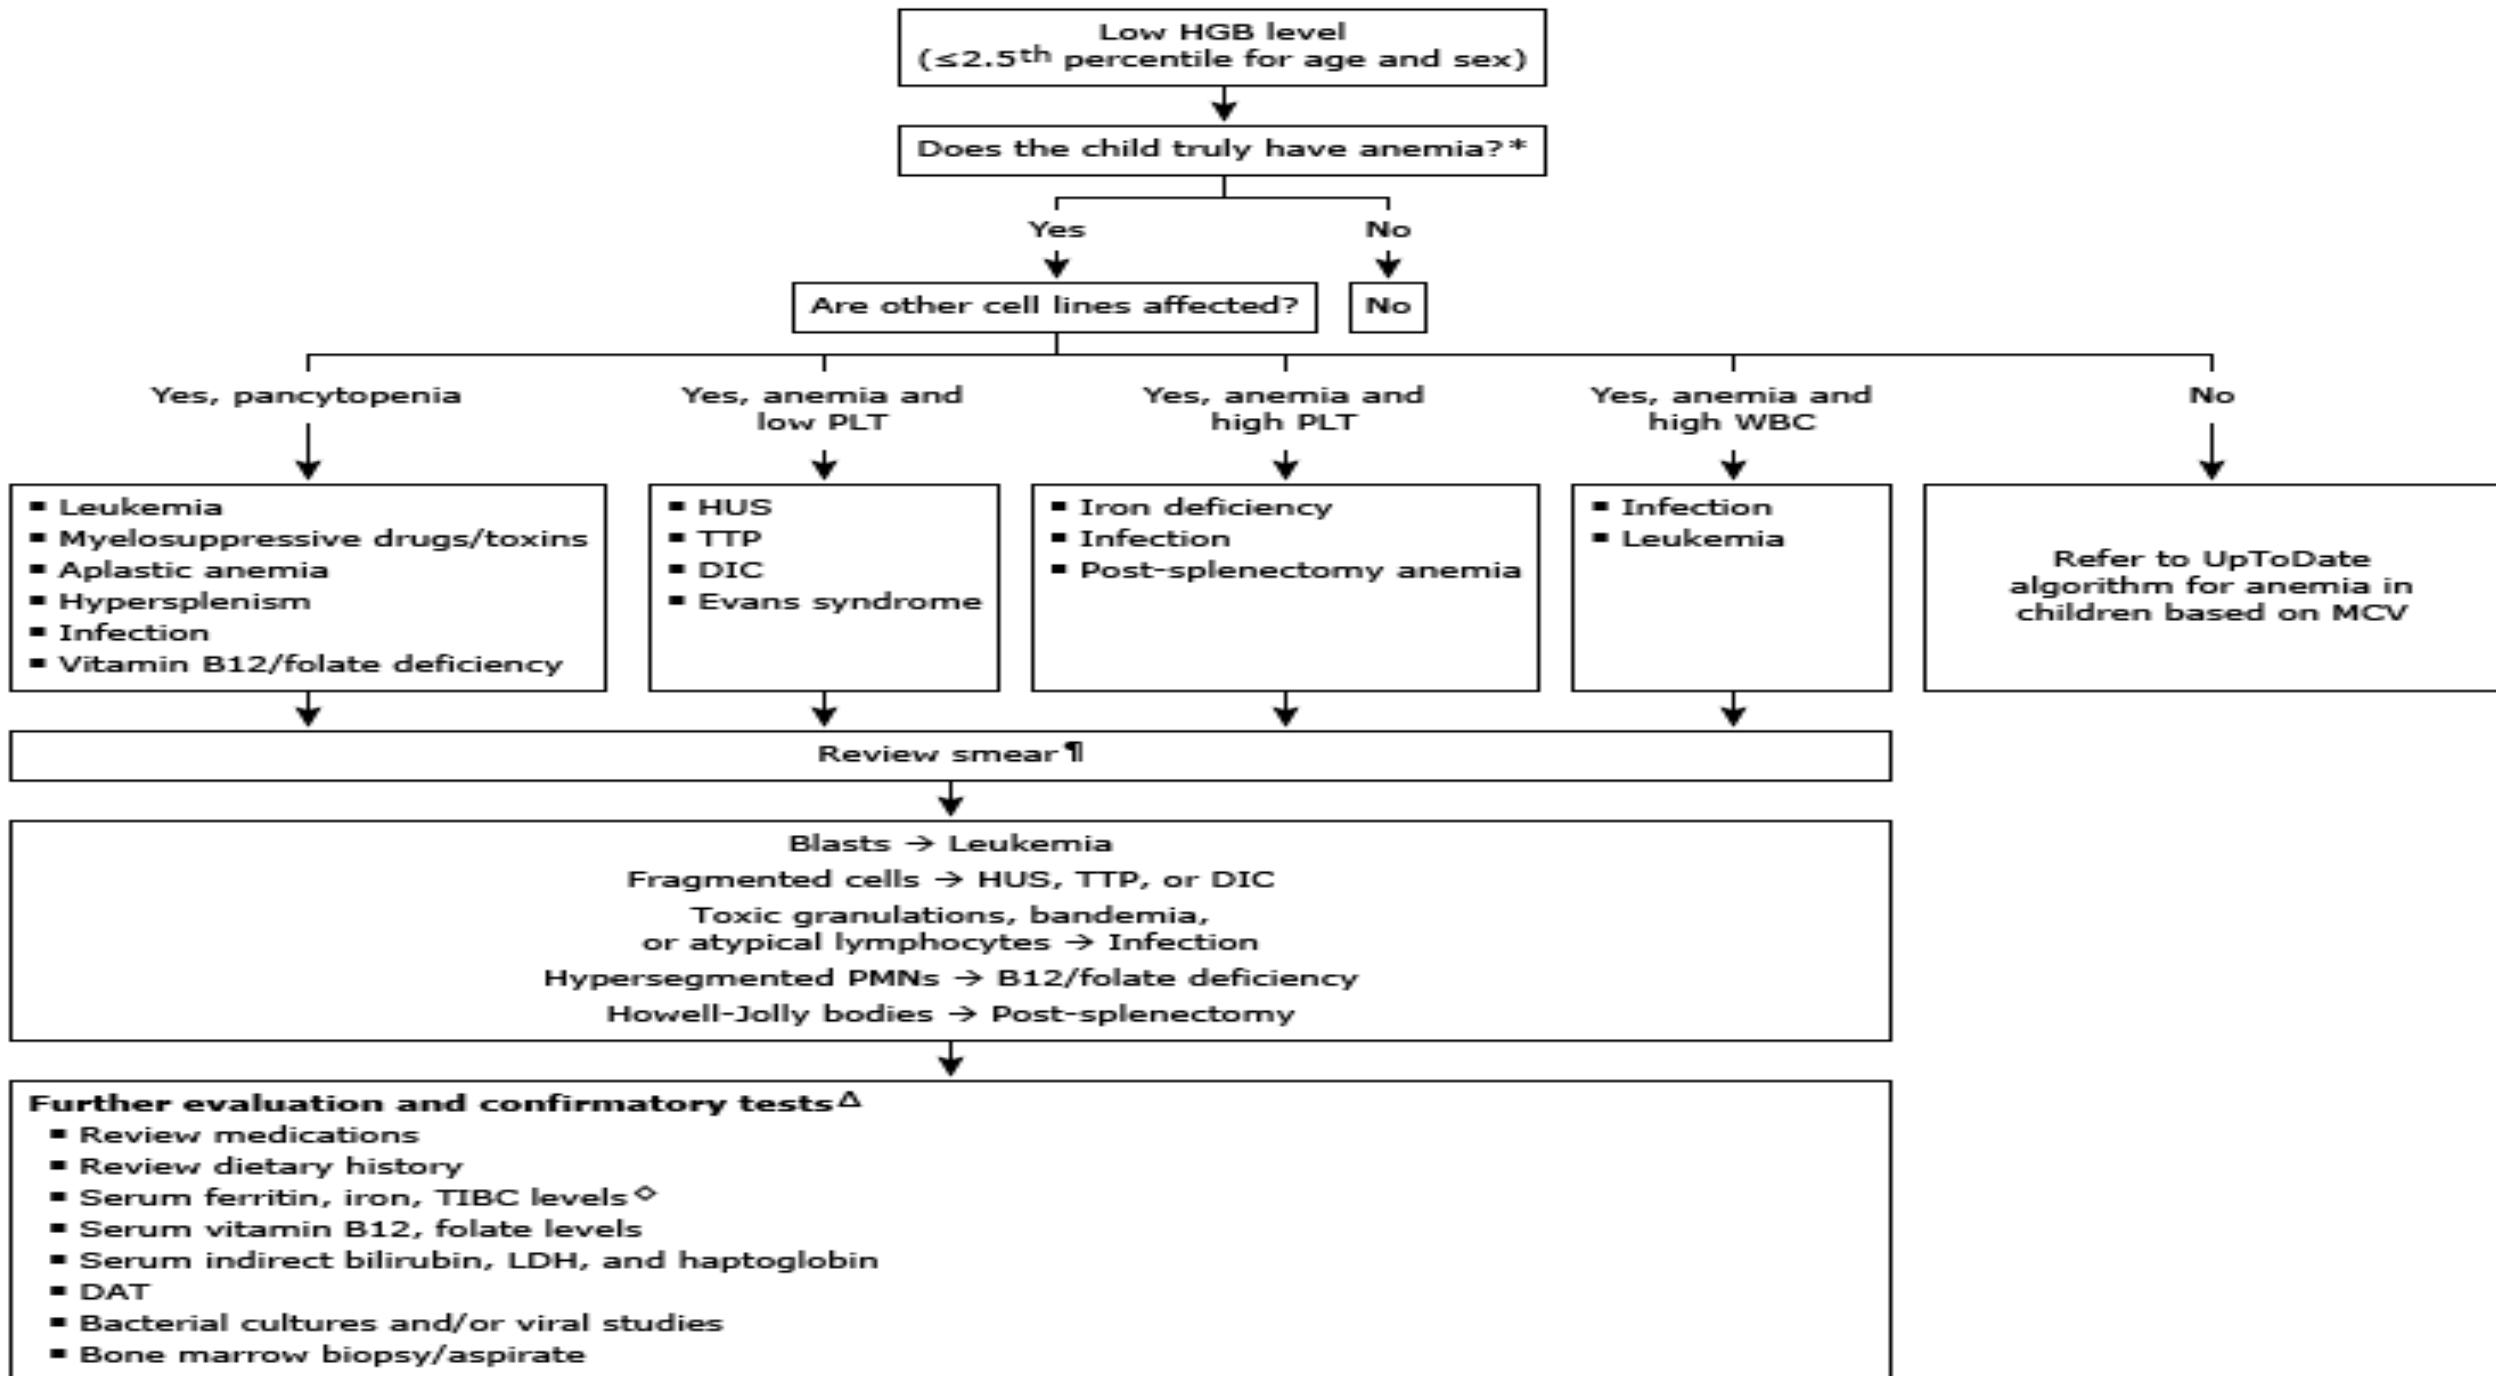 Low HGB level
(≤2.5th percentile for age and sex)
Does the child truly have anemia?*
Yes
No
Are other cell lines affected?
No
Yes, pancytopenia
Yes, anemia and
low PLT
Yes, anemia and
high PLT
Yes, anemia and
high WBC
No
▪ Leukemia
▪ Myelosuppressive drugs/toxins
▪ Aplastic anemia
▪ Hypersplenism
▪ Infection
▪ Vitamin B12/folate deficiency
▪ HUS
▪ TTP
▪ DIC
▪ Evans syndrome
▪ Iron deficiency
▪ Infection
▪ Post-splenectomy anemia
▪ Infection
▪ Leukemia
Refer to UpToDate
algorithm for anemia in
children based on MCV
Review smear¶
Blasts → Leukemia
Fragmented cells → HUS, TTP, or DIC
Toxic granulations, bandemia,
or atypical lymphocytes → Infection
Hypersegmented PMNs → B12/folate deficiency
Howell-Jolly bodies → Post-splenectomy
Further evaluation and confirmatory testsΔ
▪ Review medications
▪ Review dietary history
▪ Serum ferritin, iron, TIBC levels◇
▪ Serum vitamin B12, folate levels
▪ Serum indirect bilirubin, LDH, and haptoglobin
▪ DAT
▪ Bacterial cultures and/or viral studies
▪ Bone marrow biopsy/aspirate